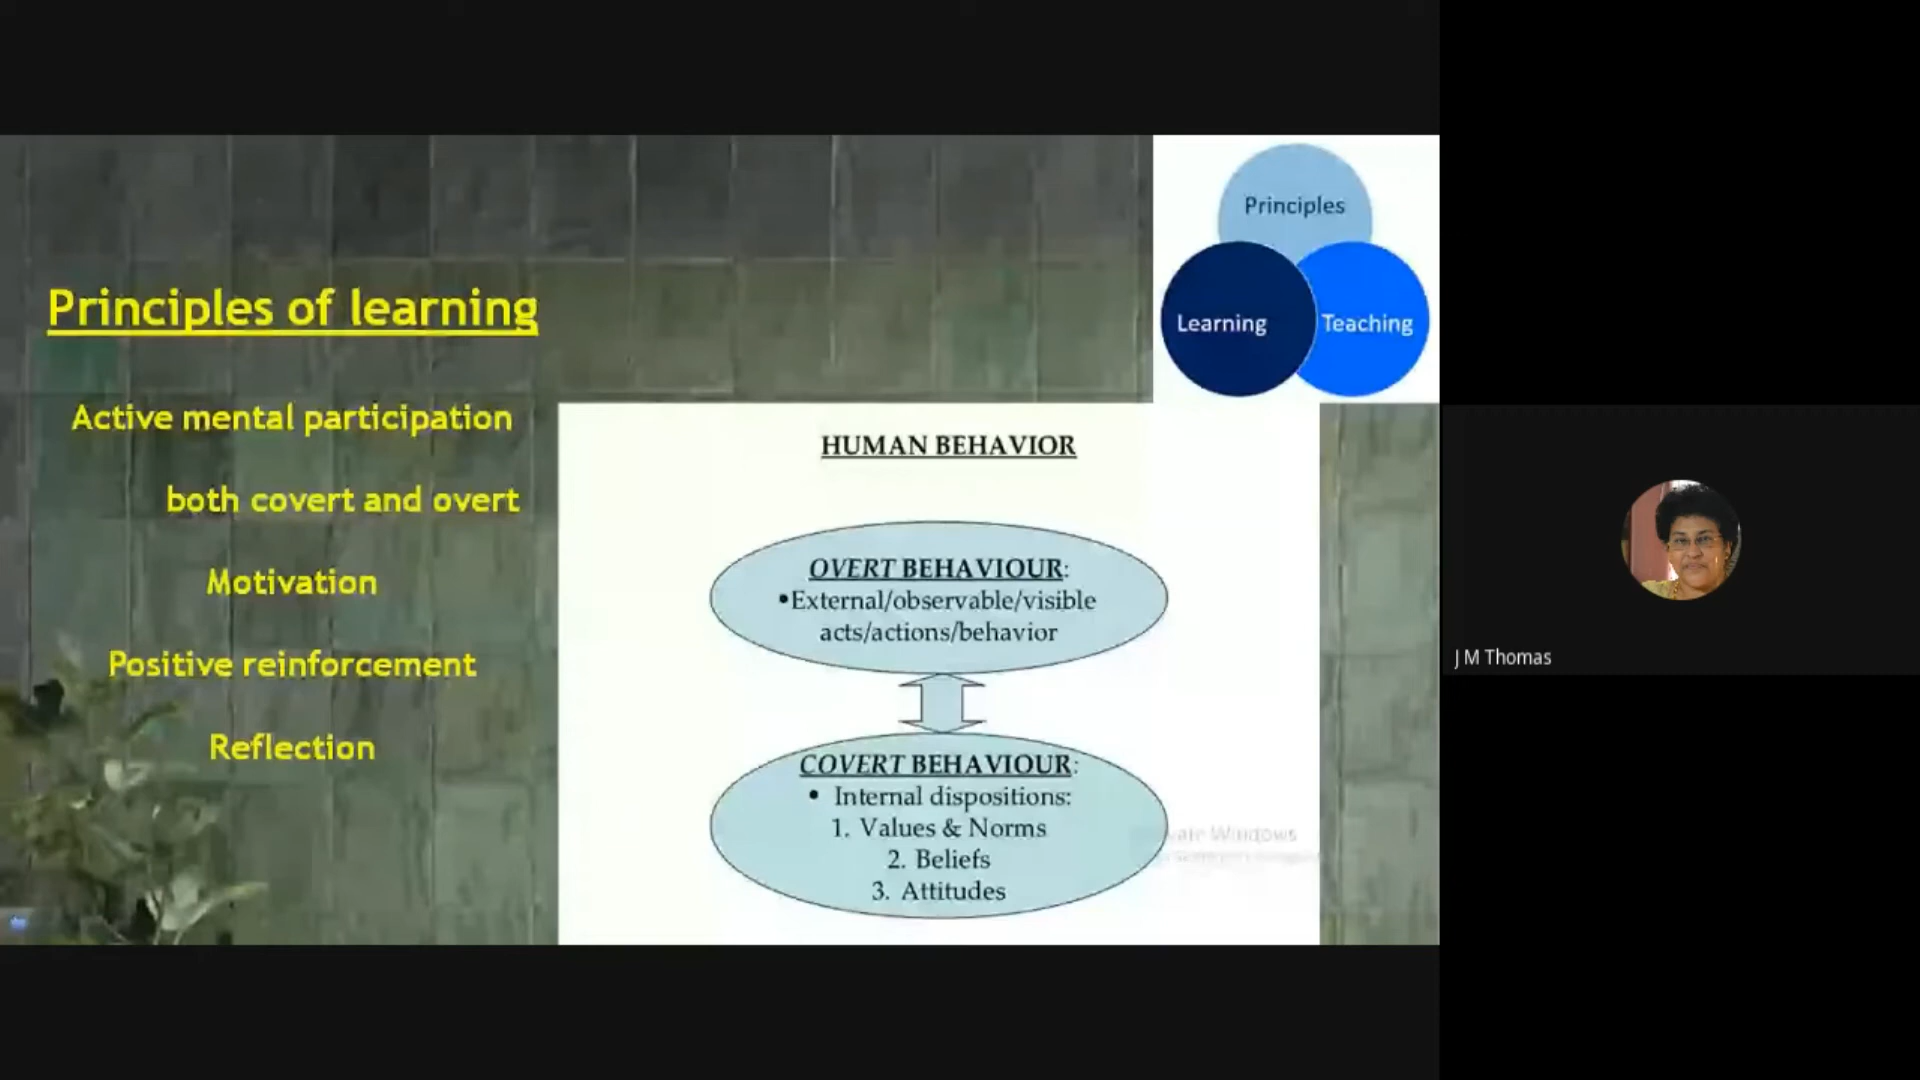 Principles of learning
Active mental participation
both covert and overt
Motivation
Positive reinforcement
Reflection
Principles
Learning
Teaching
HUMAN BEHAVIOR
OVERT BEHAVIOUR:
•External/observable/visible
acts/actions/behavior
COVERT BEHAVIOUR:
• Internal dispositions:
1. Values & Norms
2. Beliefs
3. Attitudes
Windows
J M Thomas